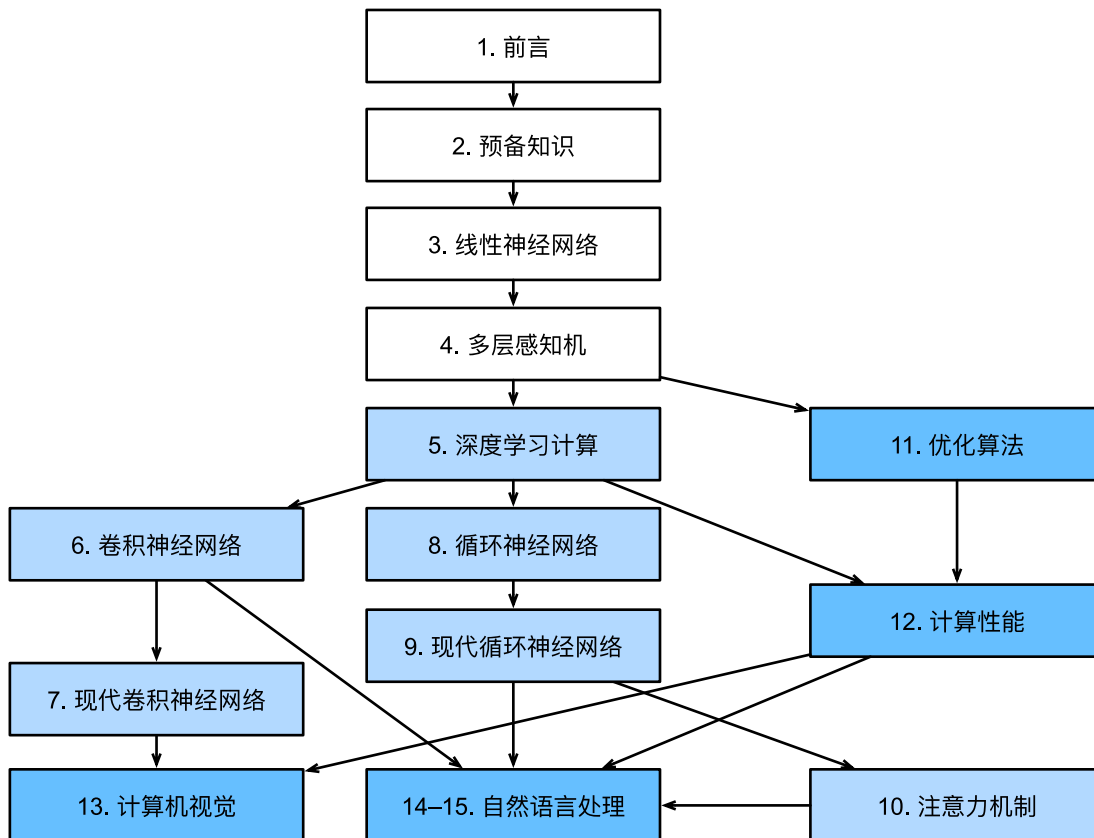 1. 前言
2. 预备知识
3. 线性神经网络
4. 多层感知机
5. 深度学习计算
11. 优化算法
6. 卷积神经网络
8. 循环神经网络
12. 计算性能
9. 现代循环神经网络
7. 现代卷积神经网络
13. 计算机视觉
14–15. 自然语言处理
10. 注意力机制